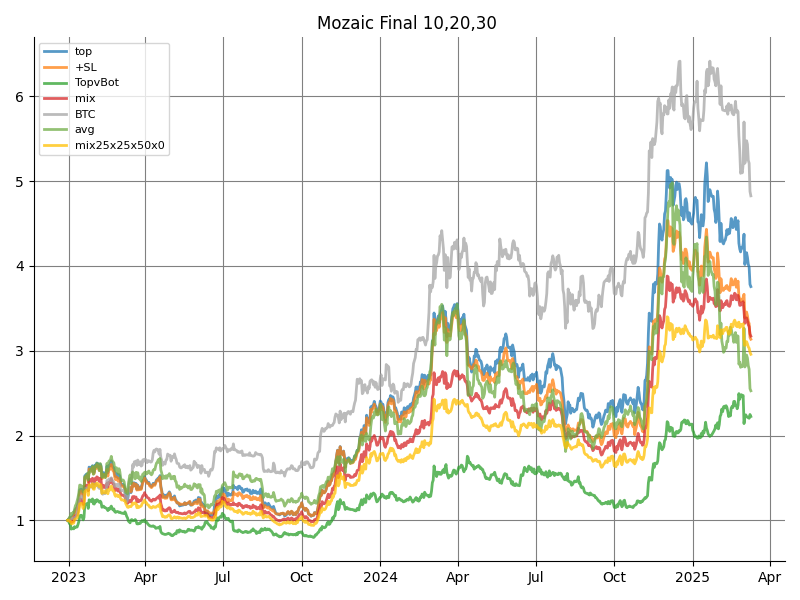 Mozaic Final 10,20,30
top
+SL
TopvBot
mix
BTC
avg
mix25x25x50x0
6
5
4
3
2
1
2023 Apr Jul Oct 2024 Apr Jul Oct 2025 Apr